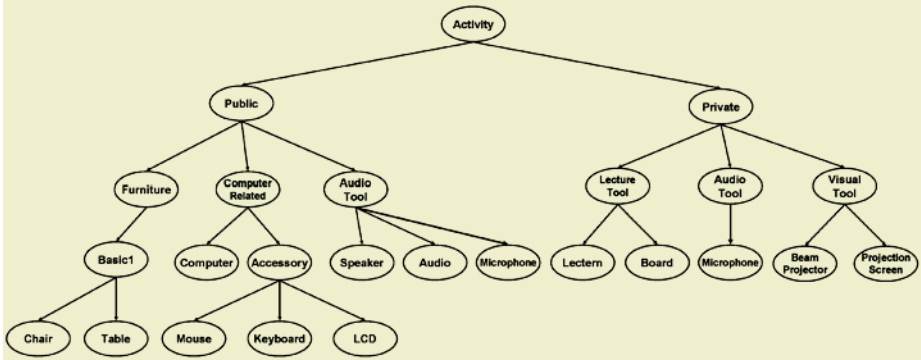 Activity
Public
Private
Furniture
Computer
Related
Audio
Tool
Lecture
Tool
Audio
Tool
Visual
Tool
Basic1
Computer
Accessory
Speaker
Audio
Microphone
Lectern
Board
Microphone
Beam
Projector
Projection
Screen
Chair
Table
Mouse
Keyboard
LCD